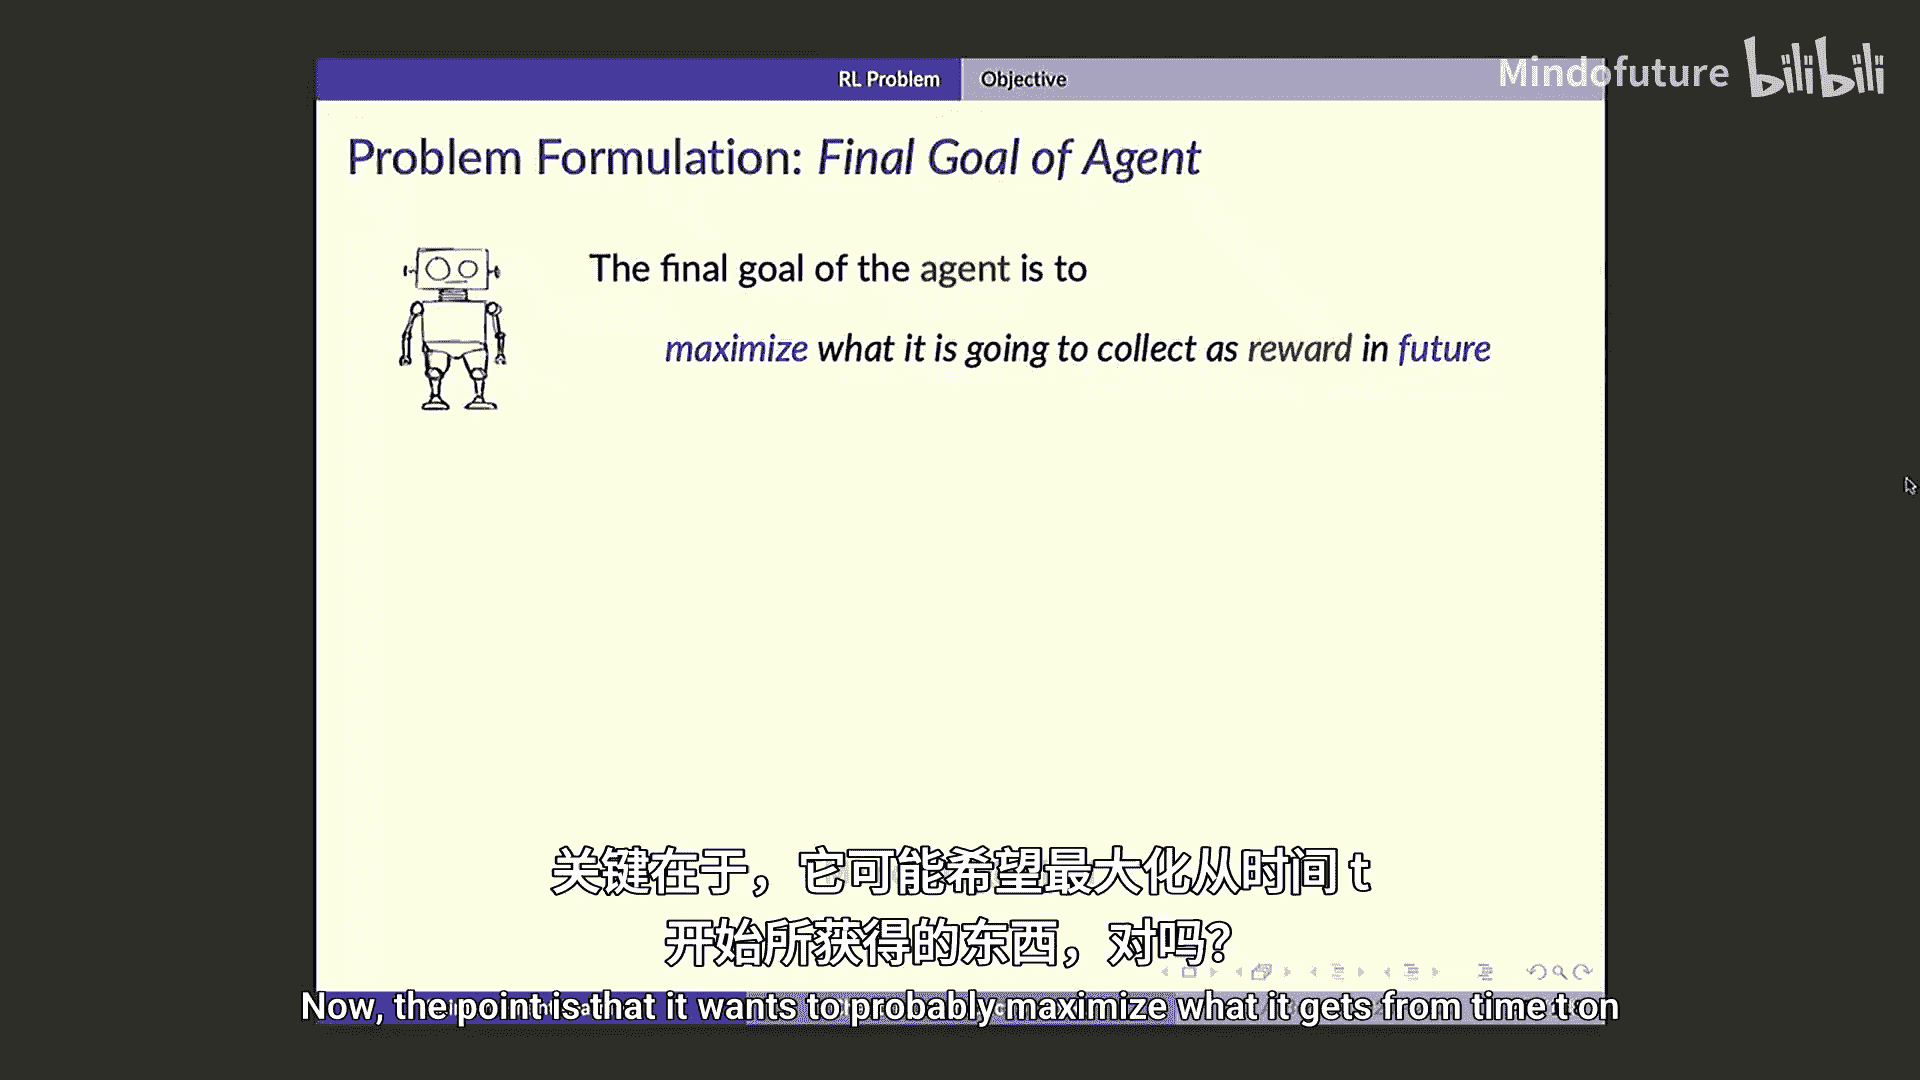 RL Problem Objective
Mindofuture bilibili
Problem Formulation: Final Goal of Agent
The final goal of the agent is to
maximize what it is going to collect as reward in future
关键在于，它可能希望最大化从时间 t
开始所获得的东西，对吗？
Now, the point is that it wants to probably maximize what it gets from time t on